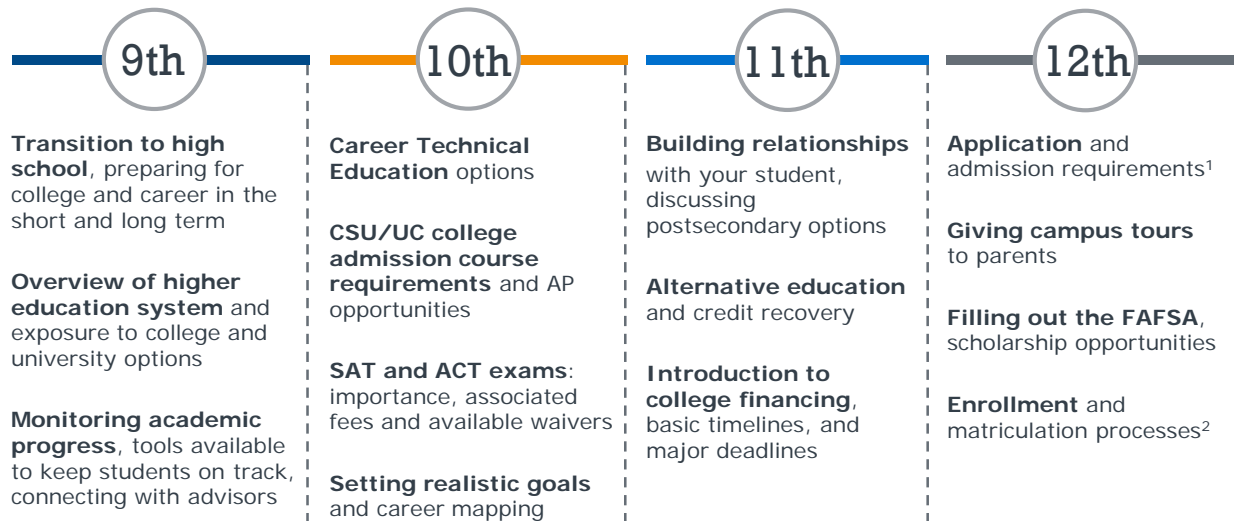 9th
Transition to high
school, preparing for
college and career in the
short and long term
Overview of higher
education system and
exposure to college and
university options
Monitoring academic
progress, tools available
to keep students on track,
connecting with advisors
10th
Career Technical
Education options
CSU/UC college
admission course
requirements and AP
opportunities
SAT and ACT exams:
importance, associated
fees and available waivers
Setting realistic goals
and career mapping
11th
Building relationships
with your student,
discussing
postsecondary options
Alternative education
and credit recovery
Introduction to
college financing,
basic timelines, and
major deadlines
12th
Application and
admission requirements¹
Giving campus tours
to parents
Filling out the FAFSA,
scholarship opportunities
Enrollment and
matriculation processes²